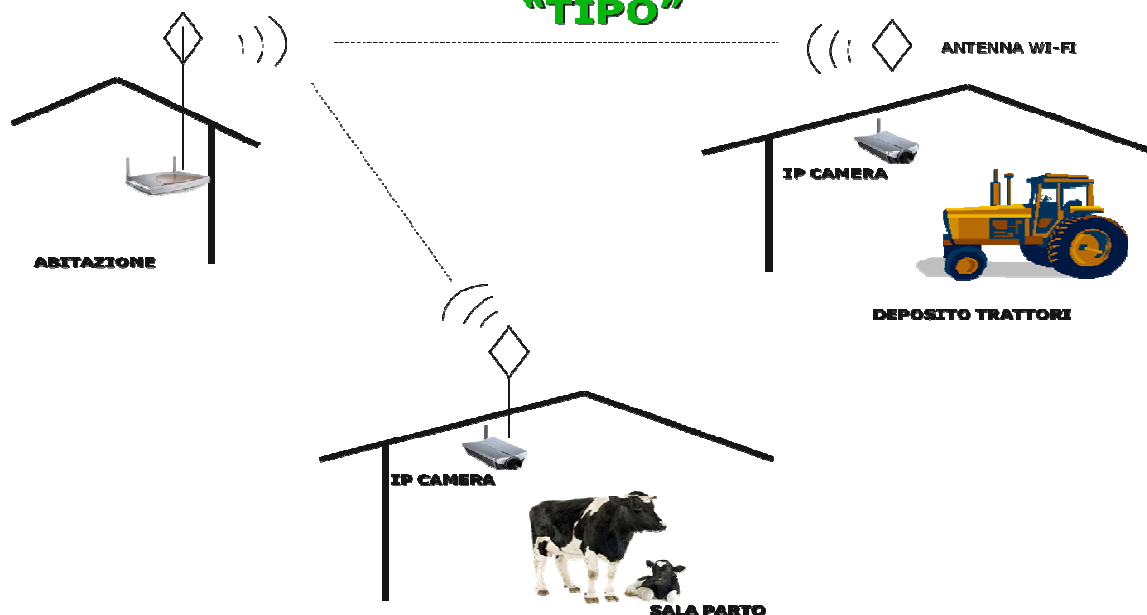 “TIPO”
ANTENNA WI-FI
IP CAMERA
ABITAZIONE
DEPOSITO TRATTORI
IP CAMERA
SALA PARTO